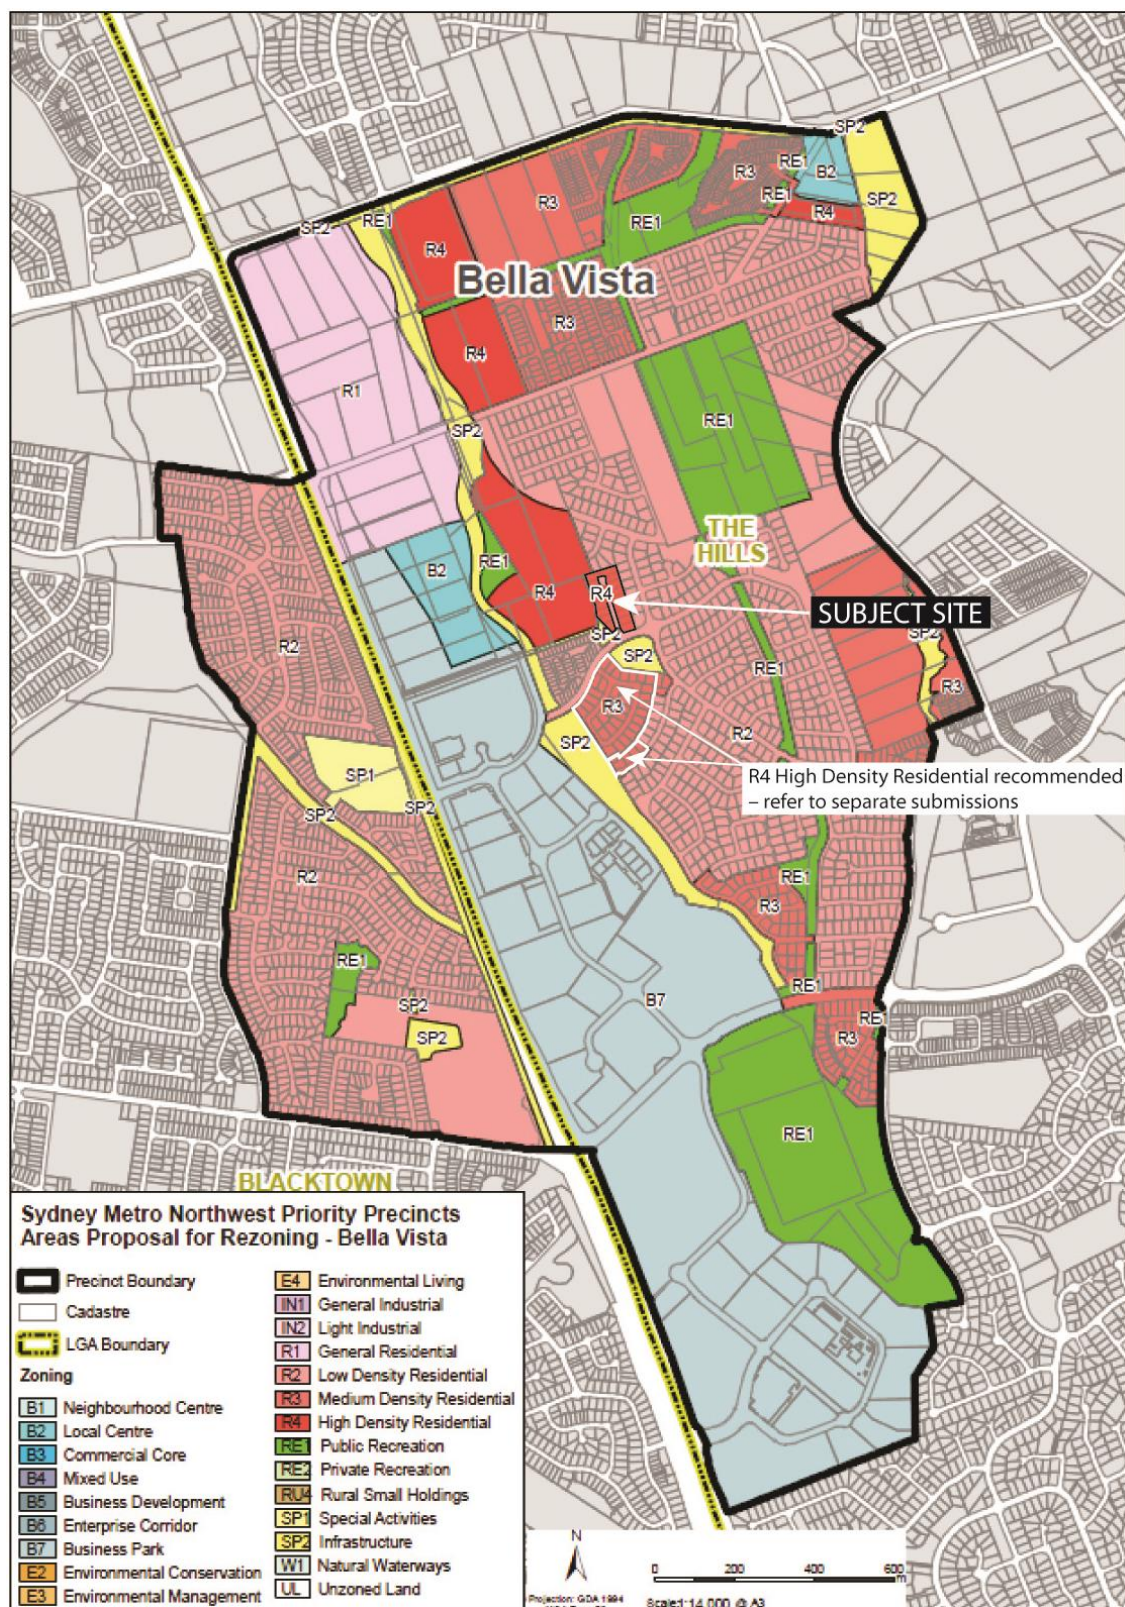 SP2
SP2
RE1
RE1
B2
R3
R3
RE1
SP2
RE1
R4
R4
Bella Vista
R3
R4
R1
RE1
SP2
THE
HILLS
RE1
B2
R4
R4
SUBJECT SITE
SP2
SP2
SP2
R2
RE1
R3
R3
R2
SP2
SP1
R4 High Density Residential recommended
– refer to separate submissions
SP2
SP2
R2
RE1
R3
RE1
RE1
B7
SP2
RE1
R3
SP2
RE1
BLACKTOWN
Sydney Metro Northwest Priority Precincts
Areas Proposal for Rezoning - Bella Vista
Precinct Boundary
Cadastre
LGA Boundary
Zoning
B1 Neighbourhood Centre
B2 Local Centre
B3 Commercial Core
B4 Mixed Use
B5 Business Development
B6 Enterprise Corridor
B7 Business Park
E2 Environmental Conservation
E3 Environmental Management
E4 Environmental Living
IN1 General Industrial
IN2 Light Industrial
R1 General Residential
R2 Low Density Residential
R3 Medium Density Residential
R4 High Density Residential
RE1 Public Recreation
RE2 Private Recreation
RU4 Rural Small Holdings
SP1 Special Activities
SP2 Infrastructure
W1 Natural Waterways
UL Unzoned Land
N
0 200 400 600
m
Projection: GDA 1994
Scale1:14,000 @ A3